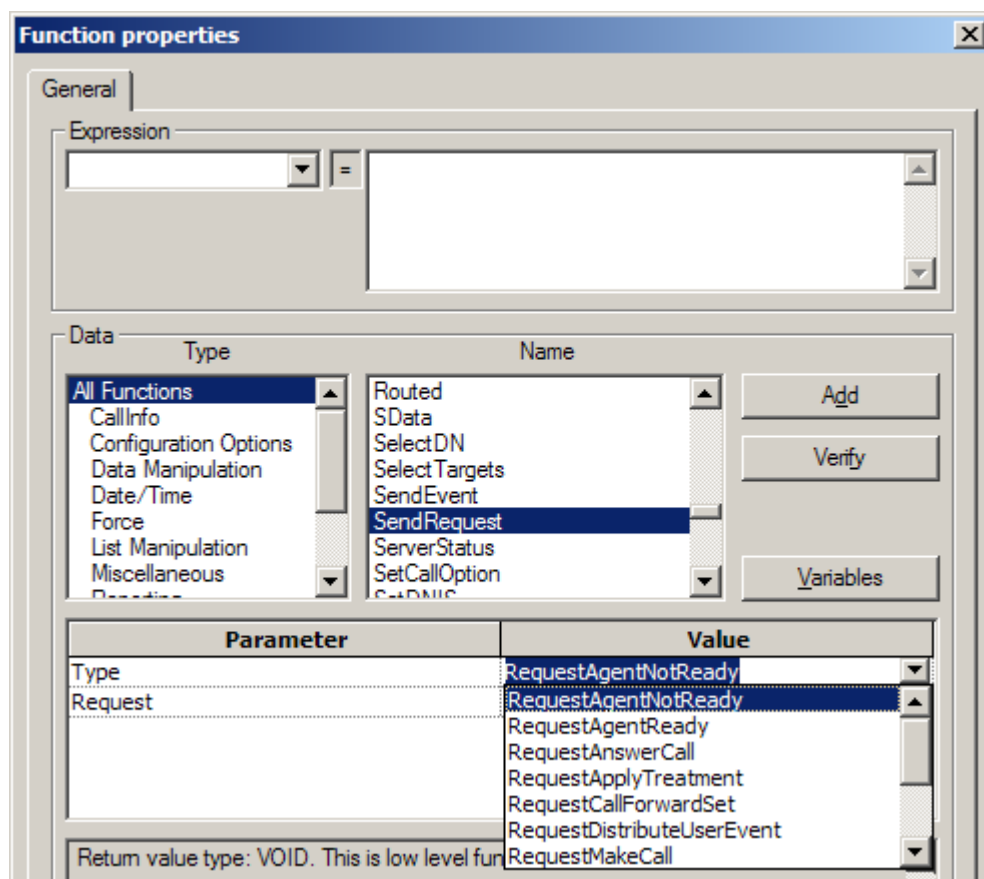 Function properties
General
Expression
=
Data
Type
Name
All Functions
CallInfo
Configuration Options
Data Manipulation
Date/Time
Force
List Manipulation
Miscellaneous
Reporting
Routed
SData
SelectDN
SelectTargets
SendEvent
SendRequest
ServerStatus
SetCallOption
SetDNIS
Add
Verify
Variables
Parameter Value
Type RequestAgentNotReady
Request RequestAgentNotReady
RequestAgentReady
RequestAnswerCall
RequestApplyTreatment
RequestCallForwardSet
RequestDistributeUserEvent
RequestMakeCall
Return value type: VOID. This is low level fun